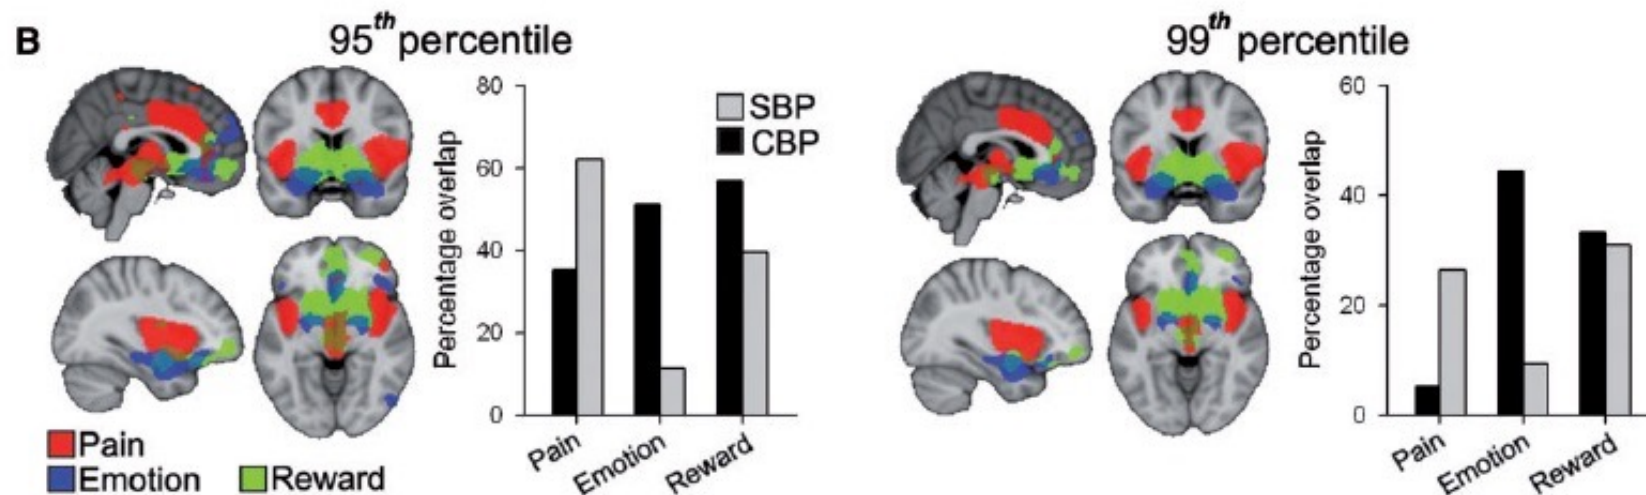 B
95th percentile
99th percentile
80
60
40
20
0
Percentage overlap
SBP
CBP
Pain
Emotion
Reward
60
40
20
0
Percentage overlap
Pain
Emotion
Reward
Pain
Emotion
Reward